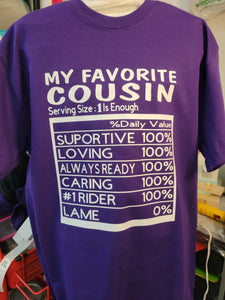 MY FAVORITE
COUSIN
Serving Size : 1 Is Enough
%Daily Value
SUPORTIVE 100%
LOVING 100%
ALWAYS READY 100%
CARING 100%
#1 RIDER 100%
LAME 0%